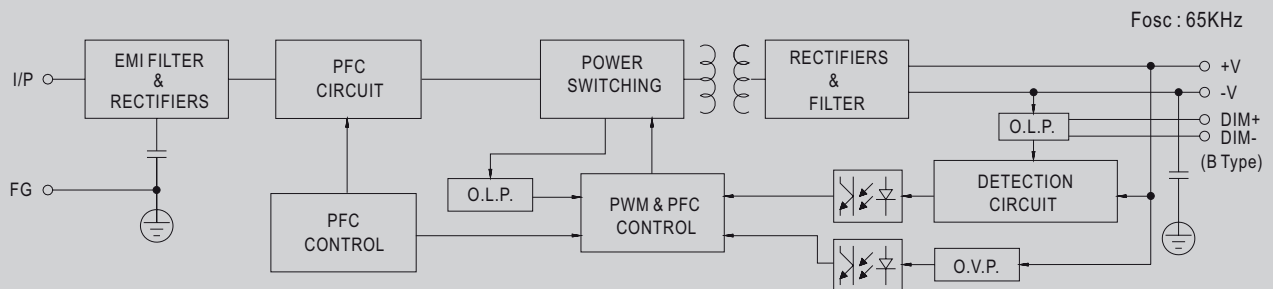 Fosc : 65KHz
I/P
EMI FILTER
&
RECTIFIERS
PFC
CIRCUIT
POWER
SWITCHING
RECTIFIERS
&
FILTER
+V
-V
DIM+
DIM-
(B Type)
O.L.P.
FG
PFC
CONTROL
O.L.P.
PWM & PFC
CONTROL
DETECTION
CIRCUIT
O.V.P.